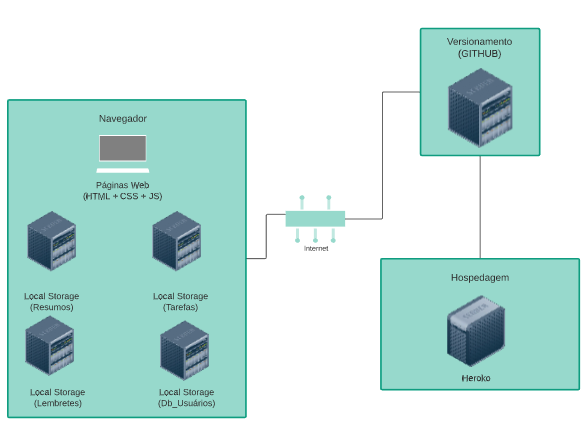 Versionamento
(GITHUB)
Navegador
Páginas Web
(HTML + CSS + JS)
Internet
Local Storage
(Resumos)
Local Storage
(Tarefas)
Local Storage
(Lembretes)
Local Storage
(Db_Usuários)
Hospedagem
Heroko